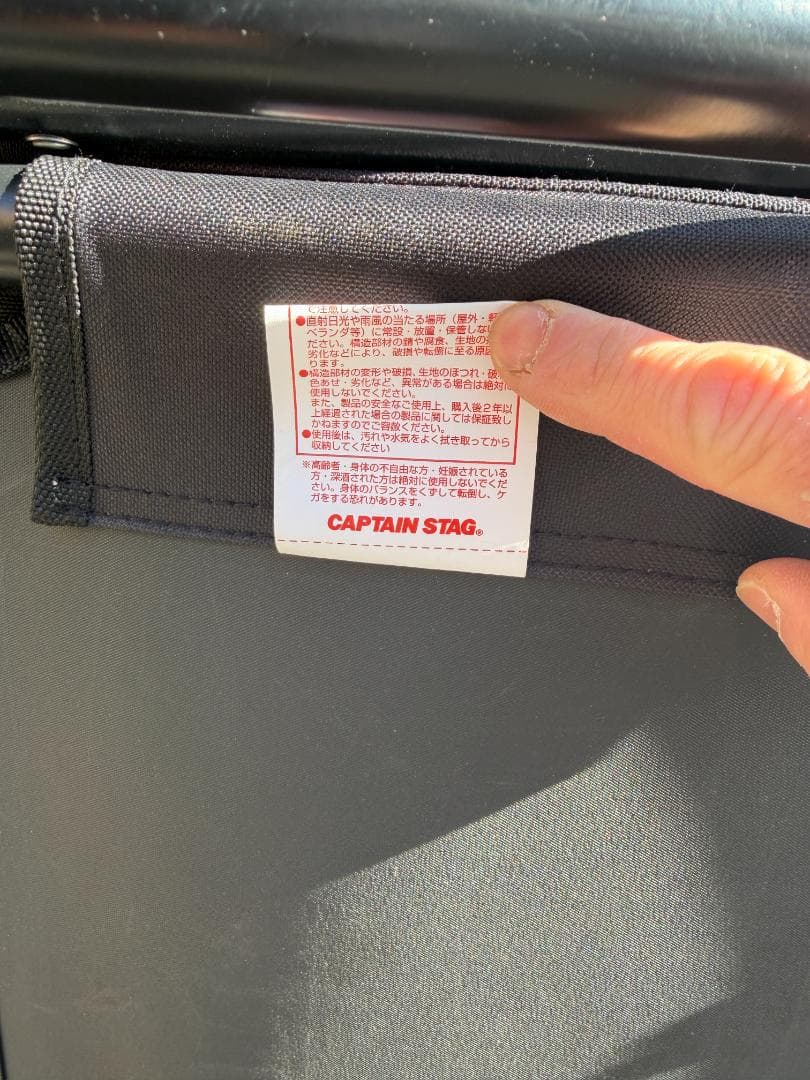 ご注意してください。
●直射日光や雨風の当たる場所（屋外・
ベランダ等）に常設・放置・保管しない
ださい。構造部材の錆や腐食、生地の
劣化などにより、破損や転倒に至る原因
ります。
●構造部材の変形や破損、生地のほつれ・破
色あせ・劣化など、異常がある場合は絶対
使用しないでください。
また、製品の安全なご使用上、購入後2年以
上経過された場合の製品に関しては保証致し
かねますのでご容赦ください。
●使用後は、汚れや水気をよく拭き取ってから
収納してください
※高齢者・身体の不自由な方・妊娠されている
方・深酒された方は絶対に使用しないでくだ
さい。身体のバランスをくずして転倒し、ケ
ガをする恐れがあります。
CAPTAIN STAG®